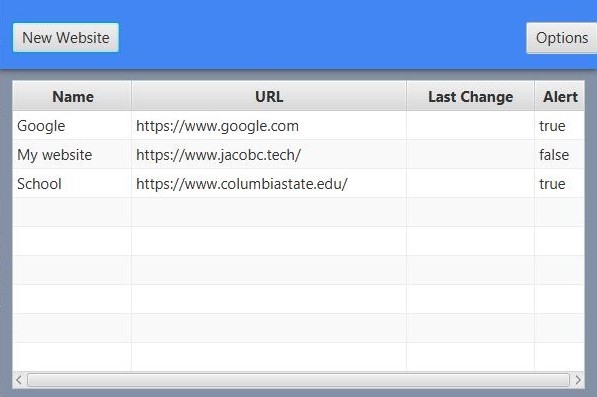 New Website Options
Name URL Last Change Alert
Google https://www.google.com true
My website https://www.jacobc.tech/ false
School https://www.columbiastate.edu/ true